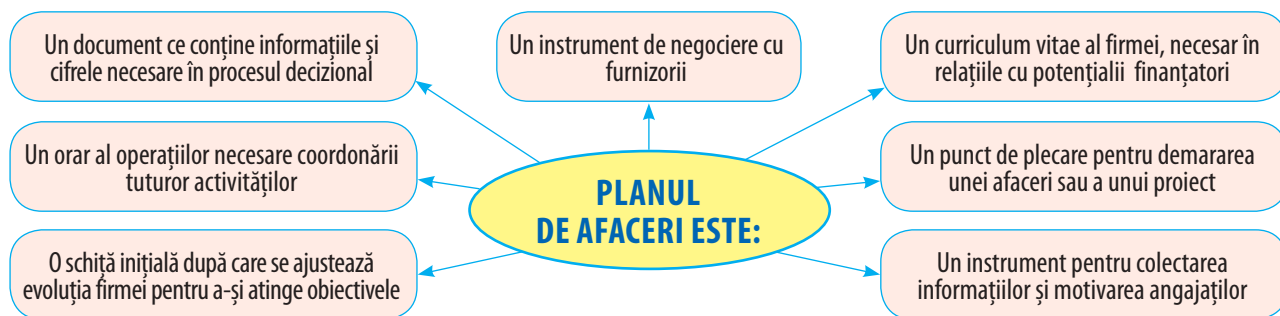 Un document ce conține informațiile și
cifrele necesare în procesul decizional
Un instrument de negociere cu
furnizorii
Un curriculum vitae al firmei, necesar în
relațiile cu potențialii finanțatori
Un orar al operațiilor necesare coordonării
tuturor activităților
PLANUL
DE AFACERI ESTE:
Un punct de plecare pentru demararea
unei afaceri sau a unui proiect
O schiță inițială după care se ajustează
evoluția firmei pentru a-și atinge obiectivele
Un instrument pentru colectarea
informațiilor și motivarea angajaților